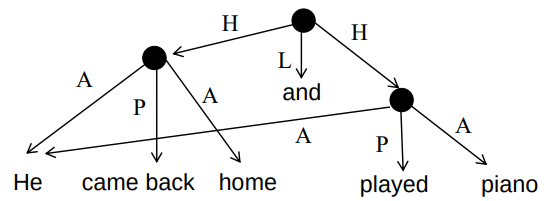 H H
L
A P A and
A P A
He came back home played piano